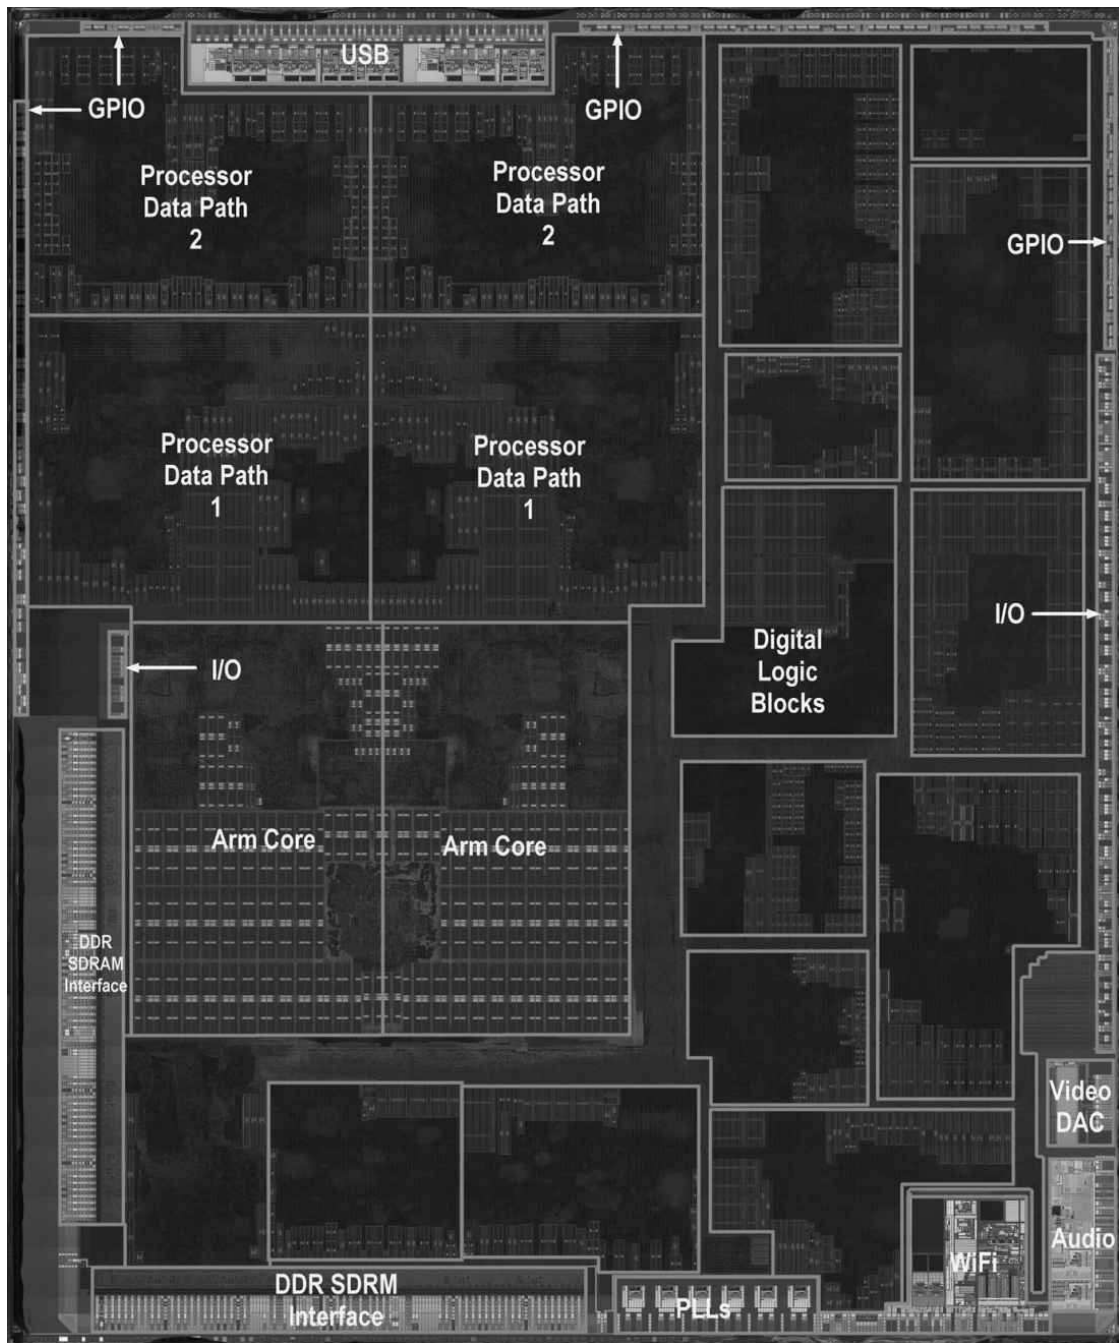 USB
GPIO
GPIO
Processor
Data Path
2
Processor
Data Path
2
GPIO
Processor
Data Path
1
Processor
Data Path
1
I/O
I/O
Digital
Logic
Blocks
Arm Core
Arm Core
DDR
SDRAM
Interface
Video
DAC
Audio
WiFi
DDR SDRM
Interface
PLLs